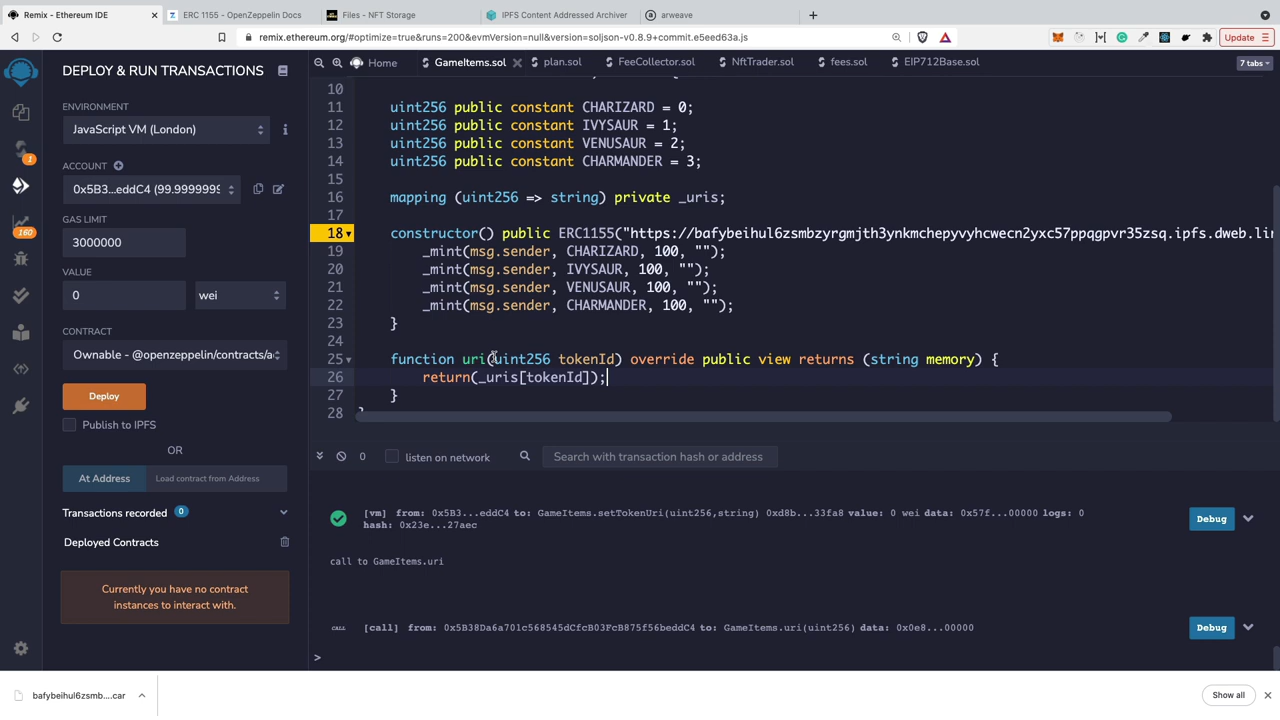 Remix - Ethereum IDE
ERC 1155 - OpenZeppelin Docs
Files - NFT Storage
IPFS Content Addressed Archiver
arweave
remix.ethereum.org/#optimize=true&runs=200&evmVersion=null&version=soljson-v0.8.9+commit.e5eed63a.js
Update
DEPLOY & RUN TRANSACTIONS
Home
GameItems.sol
plan.sol
FeeCollector.sol
NftTrader.sol
fees.sol
EIP712Base.sol
7 tabs
ENVIRONMENT
JavaScript VM (London)
ACCOUNT
0x5B3...eddC4 (99.9999999
GAS LIMIT
3000000
VALUE
0
wei
CONTRACT
Ownable - @openzeppelin/contracts/a
Deploy
Publish to IPFS
OR
At Address
Load contract from Address
Transactions recorded 0
Deployed Contracts
Currently you have no contract
instances to interact with.
1
160
10
11 uint256 public constant CHARIZARD = 0;
12 uint256 public constant IVYSAUR = 1;
13 uint256 public constant VENUSAUR = 2;
14 uint256 public constant CHARMANDER = 3;
15
16 mapping (uint256 => string) private _uris;
17
18 constructor() public ERC1155("https://bafybeihul6zsmbzyrgmjth3ynkmchepyvyhcwecn2yxc57ppqgpvr35zsq.ipfs.dweb.lin
19 _mint(msg.sender, CHARIZARD, 100, "");
20 _mint(msg.sender, IVYSAUR, 100, "");
21 _mint(msg.sender, VENUSAUR, 100, "");
22 _mint(msg.sender, CHARMANDER, 100, "");
23 }
24
25 function uri(uint256 tokenId) override public view returns (string memory) {
26 return(_uris[tokenId]);
27 }
28 }
0
listen on network
Search with transaction hash or address
[vm] from: 0x5B3...eddC4 to: GameItems.setTokenUri(uint256,string) 0xd8b...33fa8 value: 0 wei data: 0x57f...00000 logs: 0
hash: 0x23e...27aec
Debug
call to GameItems.uri
CALL [call] from: 0x5B38Da6a701c568545dCfcB03FcB875f56beddC4 to: GameItems.uri(uint256) data: 0x0e8...00000
Debug
>
bafybeihul6zsmb....car
Show all